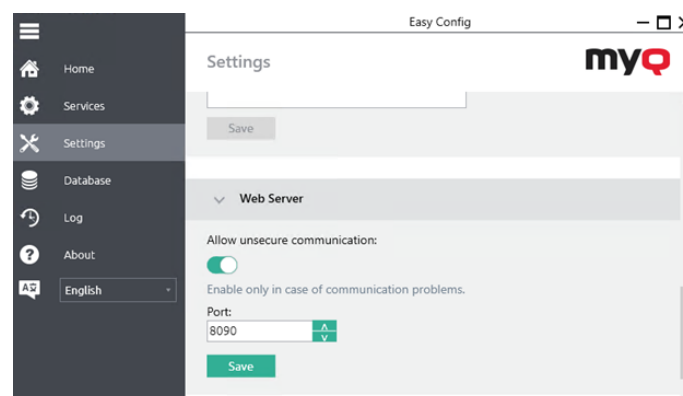 Easy Config
Home
Services
Settings
Database
Log
About
English
Settings
myQ
Save
Web Server
Allow unsecure communication:
Enable only in case of communication problems.
Port:
8090
Save